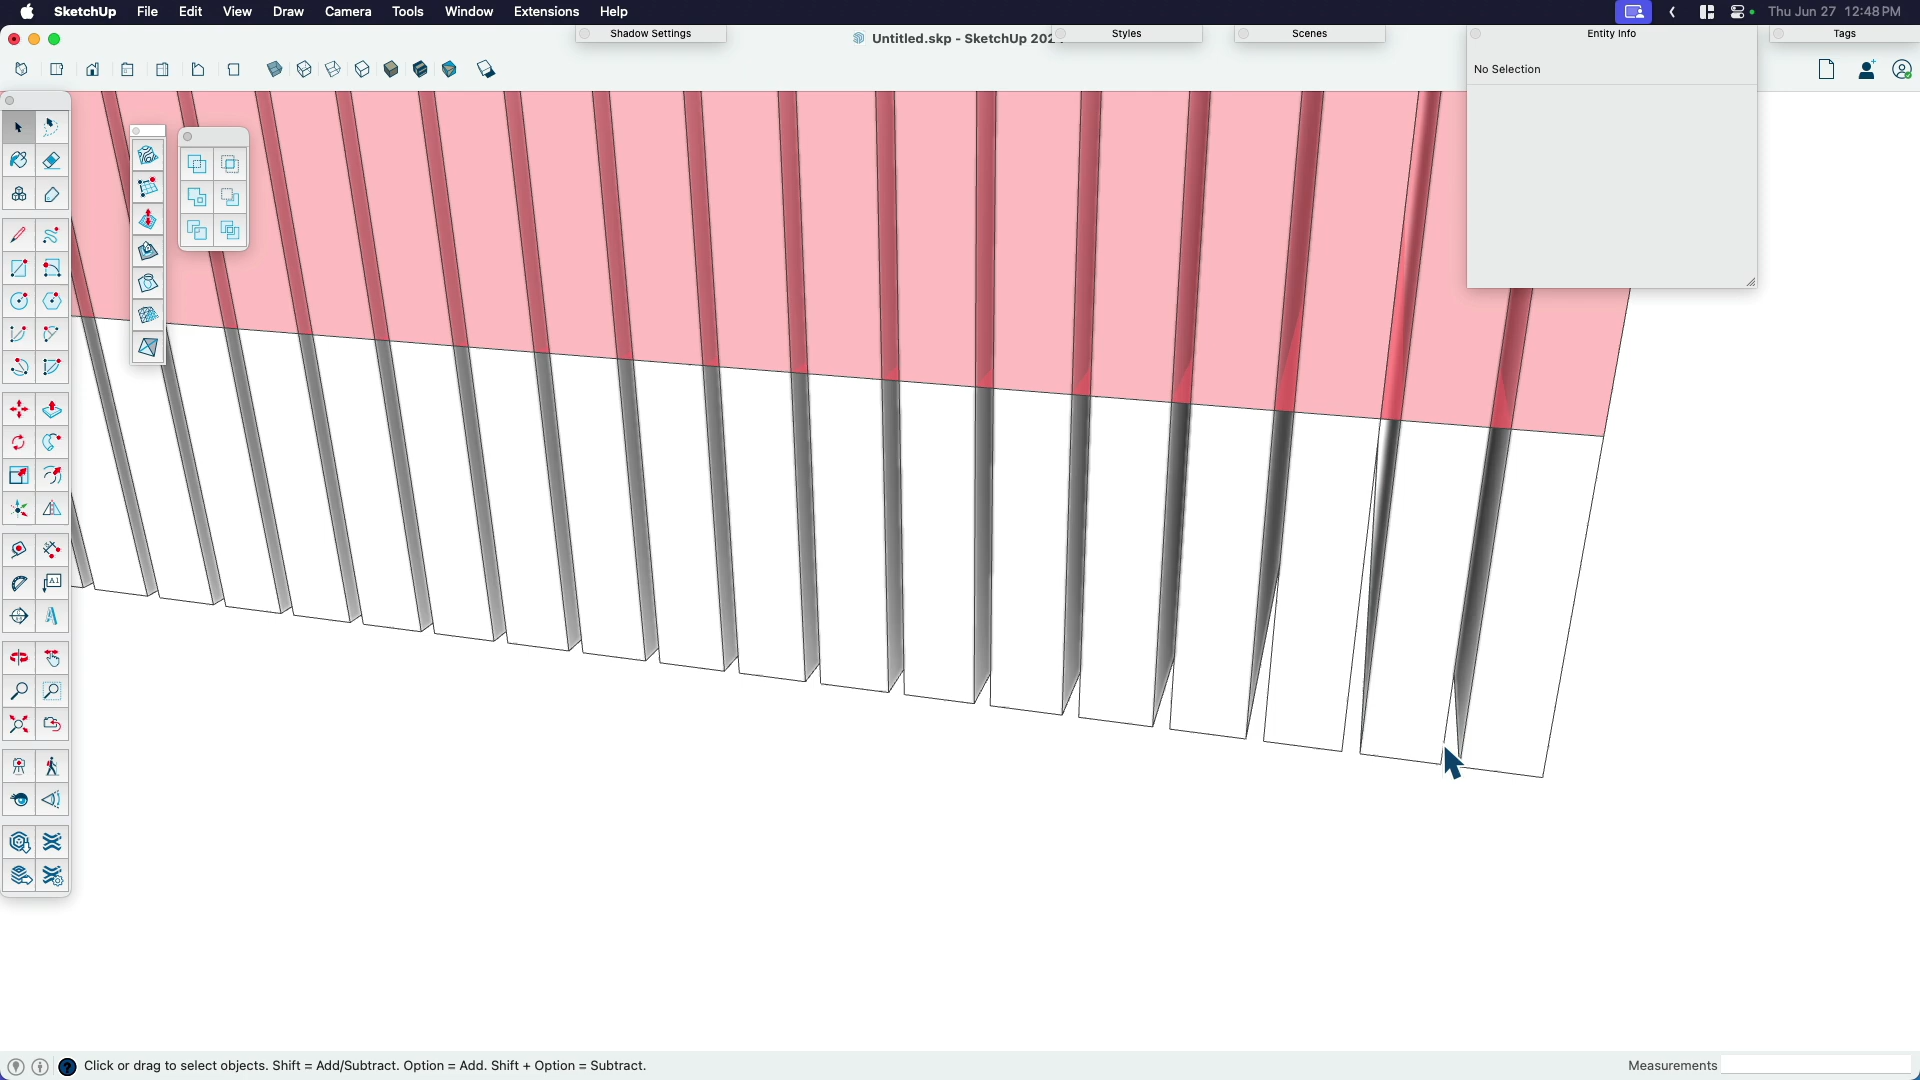 SketchUp File Edit View Draw Camera Tools Window Extensions Help
Thu Jun 27 12:48 PM
Shadow Settings
Untitled.skp - SketchUp 202
Styles
Scenes
Entity Info
Tags
No Selection
A1
Click or drag to select objects. Shift = Add/Subtract. Option = Add. Shift + Option = Subtract.
Measurements